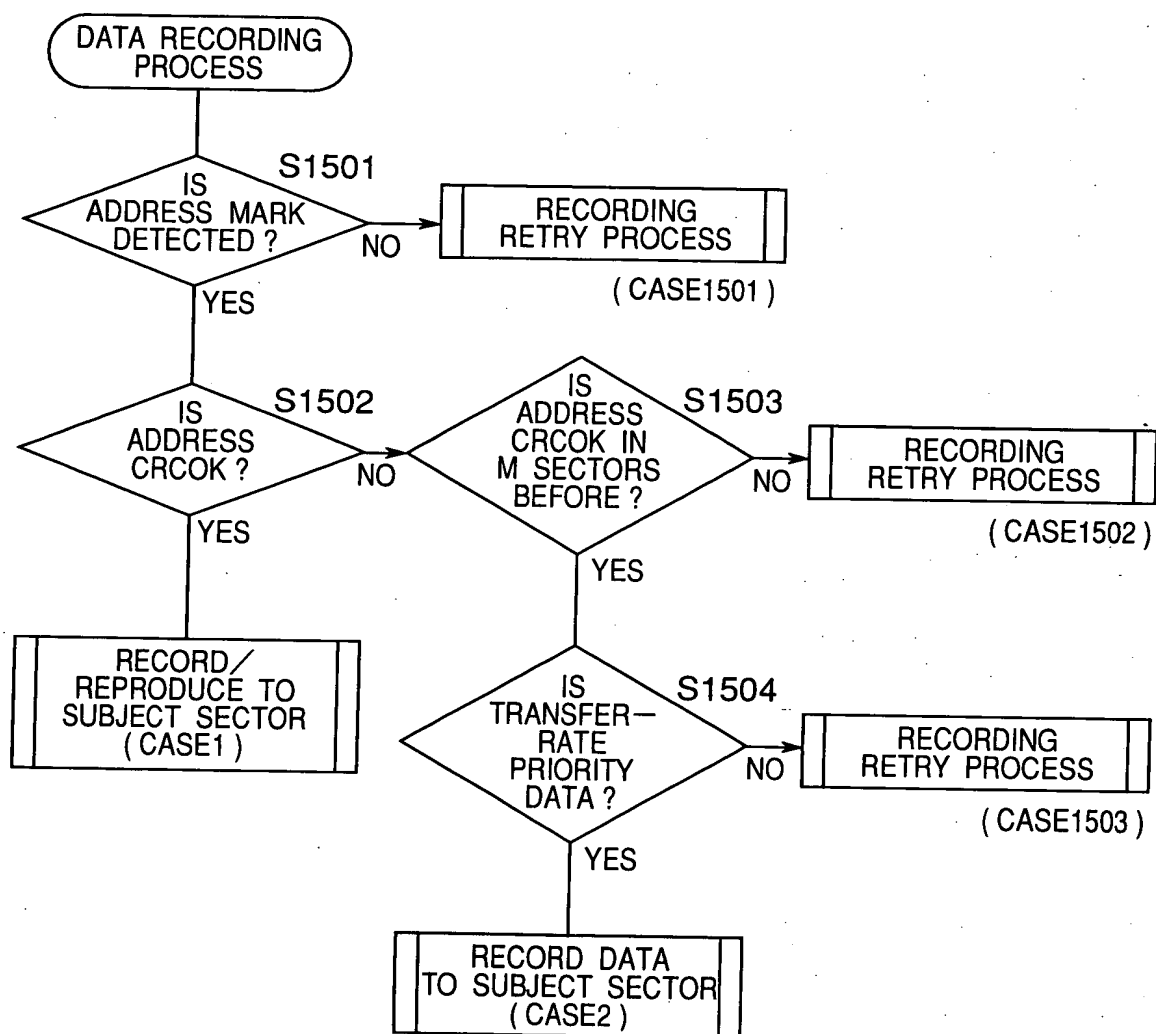 DATA RECORDING
PROCESS
S1501
IS
ADDRESS MARK
DETECTED?
NO
RECORDING
RETRY PROCESS
(CASE1501)
YES
S1502
IS
ADDRESS
CRCOK?
NO
YES
S1503
IS
ADDRESS
CRCOK IN
M SECTORS
BEFORE?
NO
RECORDING
RETRY PROCESS
(CASE1502)
YES
RECORD/
REPRODUCE TO
SUBJECT SECTOR
(CASE1)
S1504
IS
TRANSFER-
RATE
PRIORITY
DATA?
NO
RECORDING
RETRY PROCESS
(CASE1503)
YES
RECORD DATA
TO SUBJECT SECTOR
(CASE2)